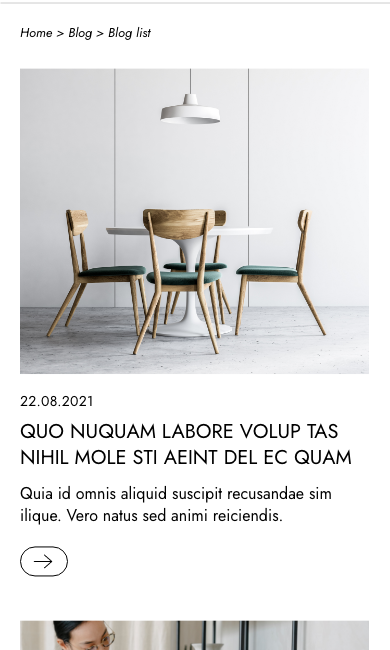 Home > Blog > Blog list
22.08.2021
QUO NUQUAM LABORE VOLUP TAS
NIHIL MOLE STI AEINT DEL EC QUAM
Quia id omnis aliquid suscipit recusandae sim
ilique. Vero natus sed animi reiciendis.